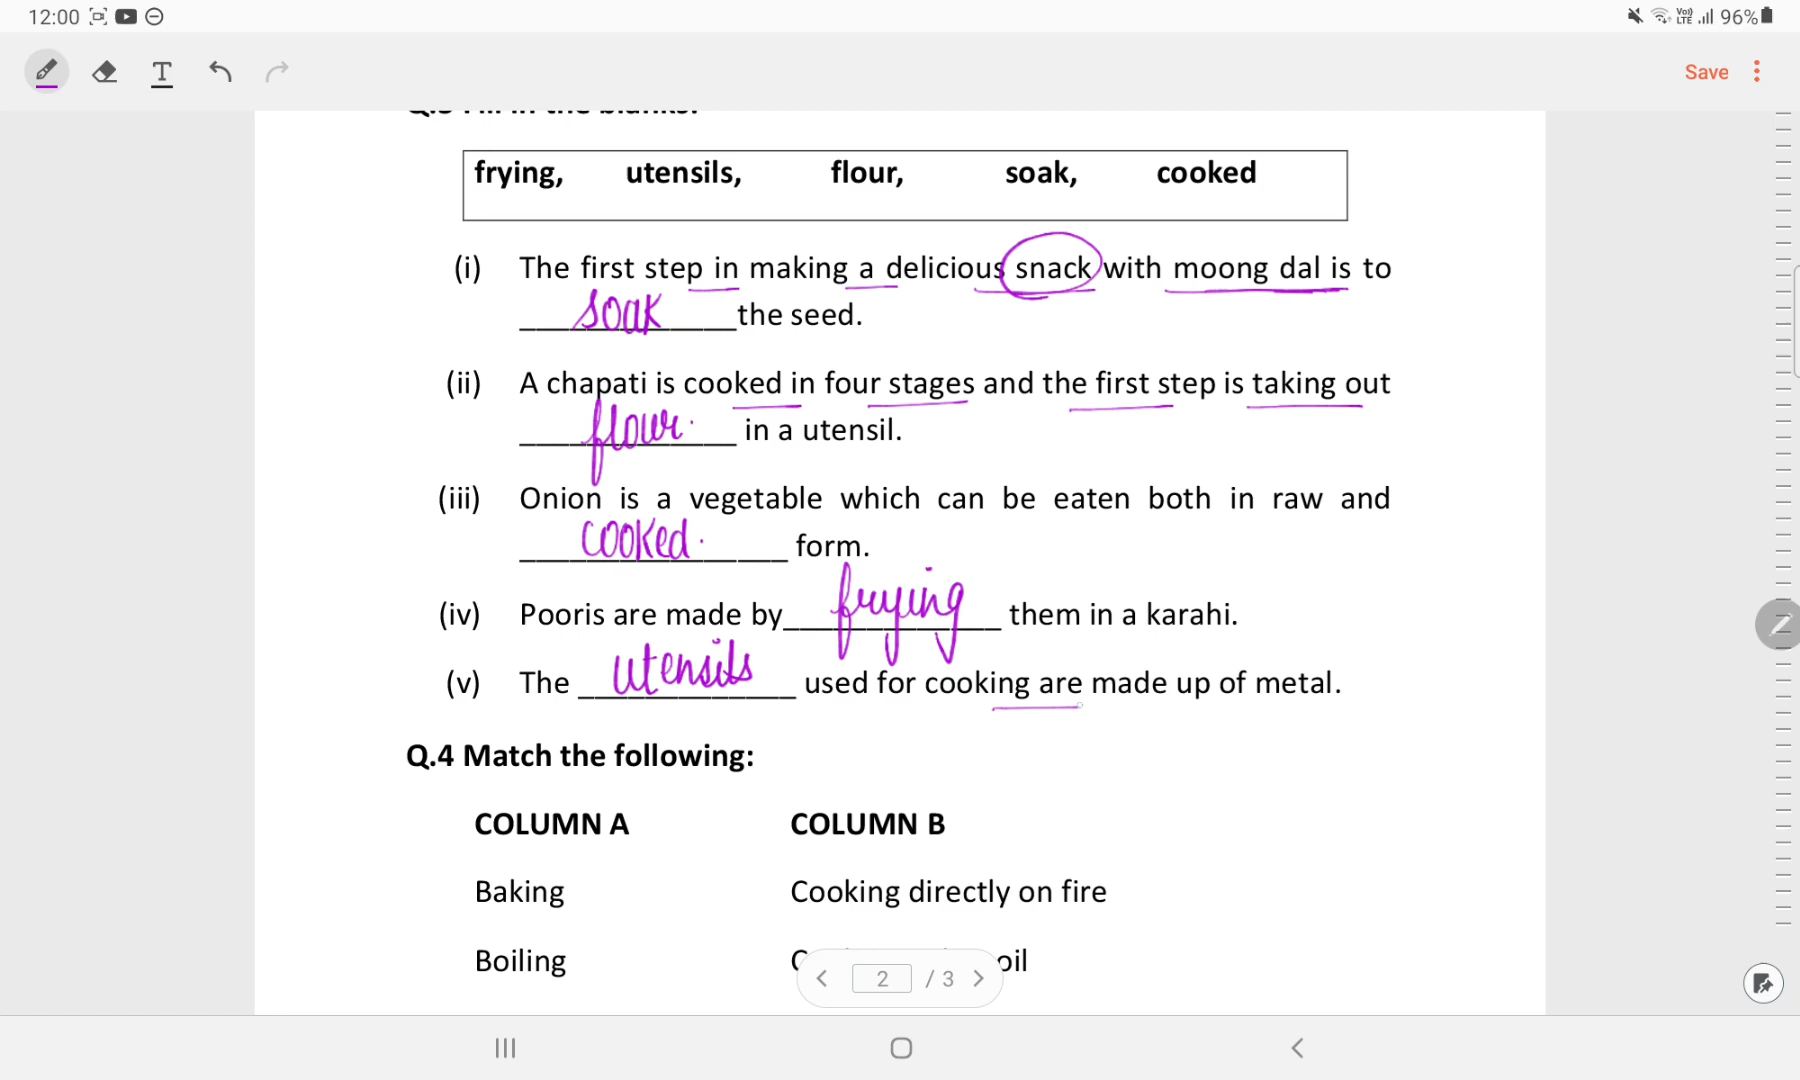 12:00 96%
Save
Q.3 Fill in the blanks:
frying, utensils, flour, soak, cooked
(i) The first step in making a delicious snack with moong dal is to
soak the seed.
(ii) A chapati is cooked in four stages and the first step is taking out
flour. in a utensil.
(iii) Onion is a vegetable which can be eaten both in raw and
cooked. form.
(iv) Pooris are made by frying them in a karahi.
(v) The utensils used for cooking are made up of metal.
Q.4 Match the following:
COLUMN A COLUMN B
Baking Cooking directly on fire
Boiling oil
2 / 3